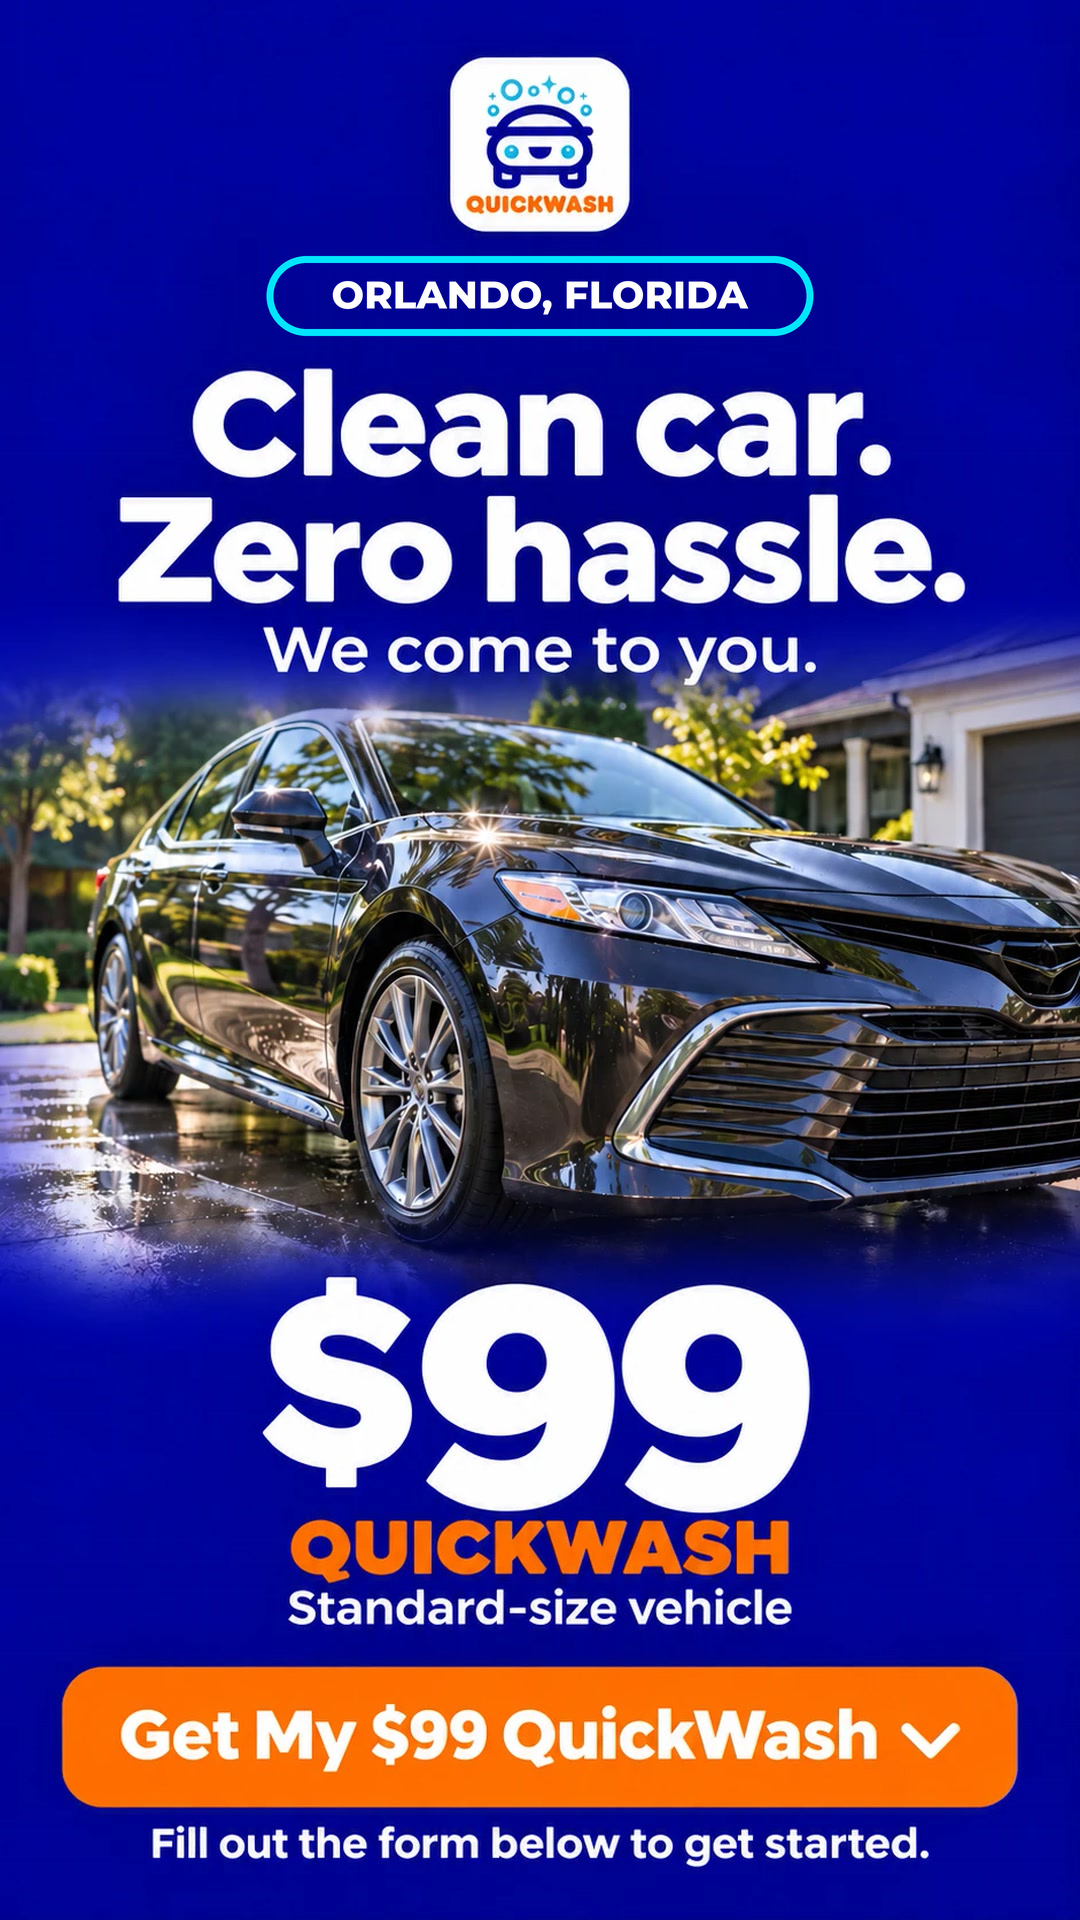 QUICKWASH
ORLANDO, FLORIDA
Clean car.
Zero hassle.
We come to you.
$99
QUICKWASH
Standard-size vehicle
Get My $99 QuickWash
Fill out the form below to get started.